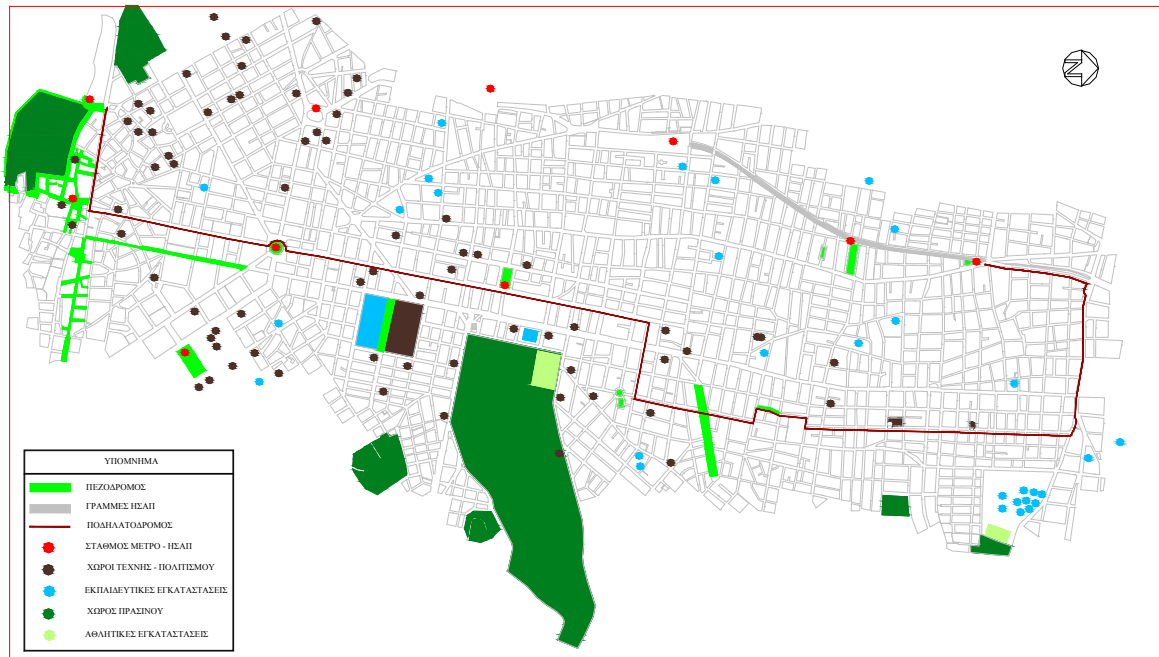 N
ΥΠΟΜΝΗΜΑ
ΠΕΖΟΔΡΟΜΟΣ
ΓΡΑΜΜΕΣ ΗΣΑΠ
ΠΟΔΗΛΑΤΟΔΡΟΜΟΣ
ΣΤΑΘΜΟΣ ΜΕΤΡΟ - ΗΣΑΠ
ΧΩΡΟΙ ΤΕΧΝΗΣ - ΠΟΛΙΤΙΣΜΟΥ
ΕΚΠΑΙΔΕΥΤΙΚΕΣ ΕΓΚΑΤΑΣΤΑΣΕΙΣ
ΧΩΡΟΣ ΠΡΑΣΙΝΟΥ
ΑΘΛΗΤΙΚΕΣ ΕΓΚΑΤΑΣΤΑΣΕΙΣ